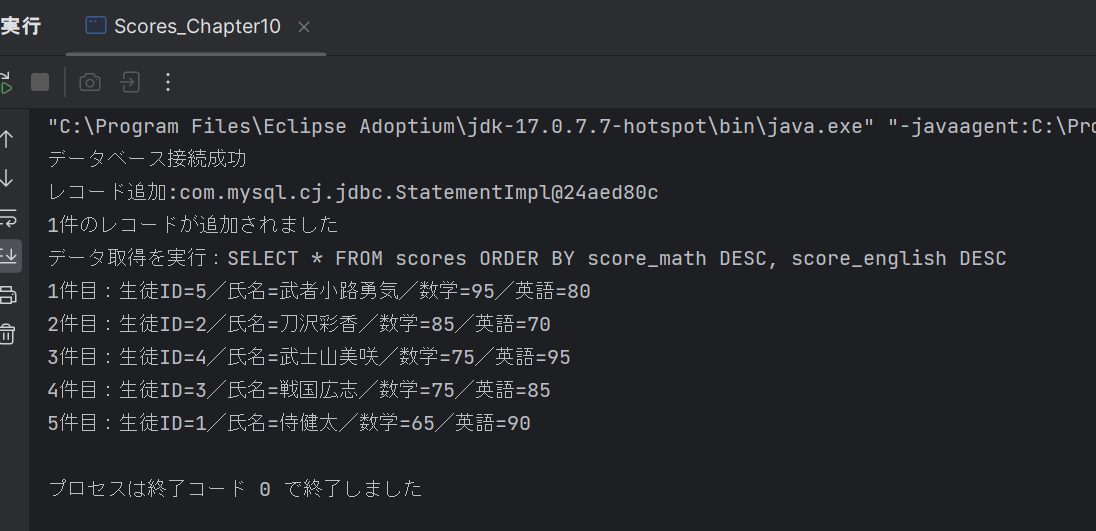 実行 Scores_Chapter10
"C:\Program Files\Eclipse Adoptium\jdk-17.0.7.7-hotspot\bin\java.exe" "-javaagent:C:\Pro
データベース接続成功
レコード追加:com.mysql.cj.jdbc.StatementImpl@24aed80c
1件のレコードが追加されました
データ取得を実行：SELECT * FROM scores ORDER BY score_math DESC, score_english DESC
1件目：生徒ID=5／氏名=武者小路勇気／数学=95／英語=80
2件目：生徒ID=2／氏名=刀沢彩香／数学=85／英語=70
3件目：生徒ID=4／氏名=武士山美咲／数学=75／英語=95
4件目：生徒ID=3／氏名=戦国広志／数学=75／英語=85
5件目：生徒ID=1／氏名=侍健太／数学=65／英語=90
プロセスは終了コード 0 で終了しました